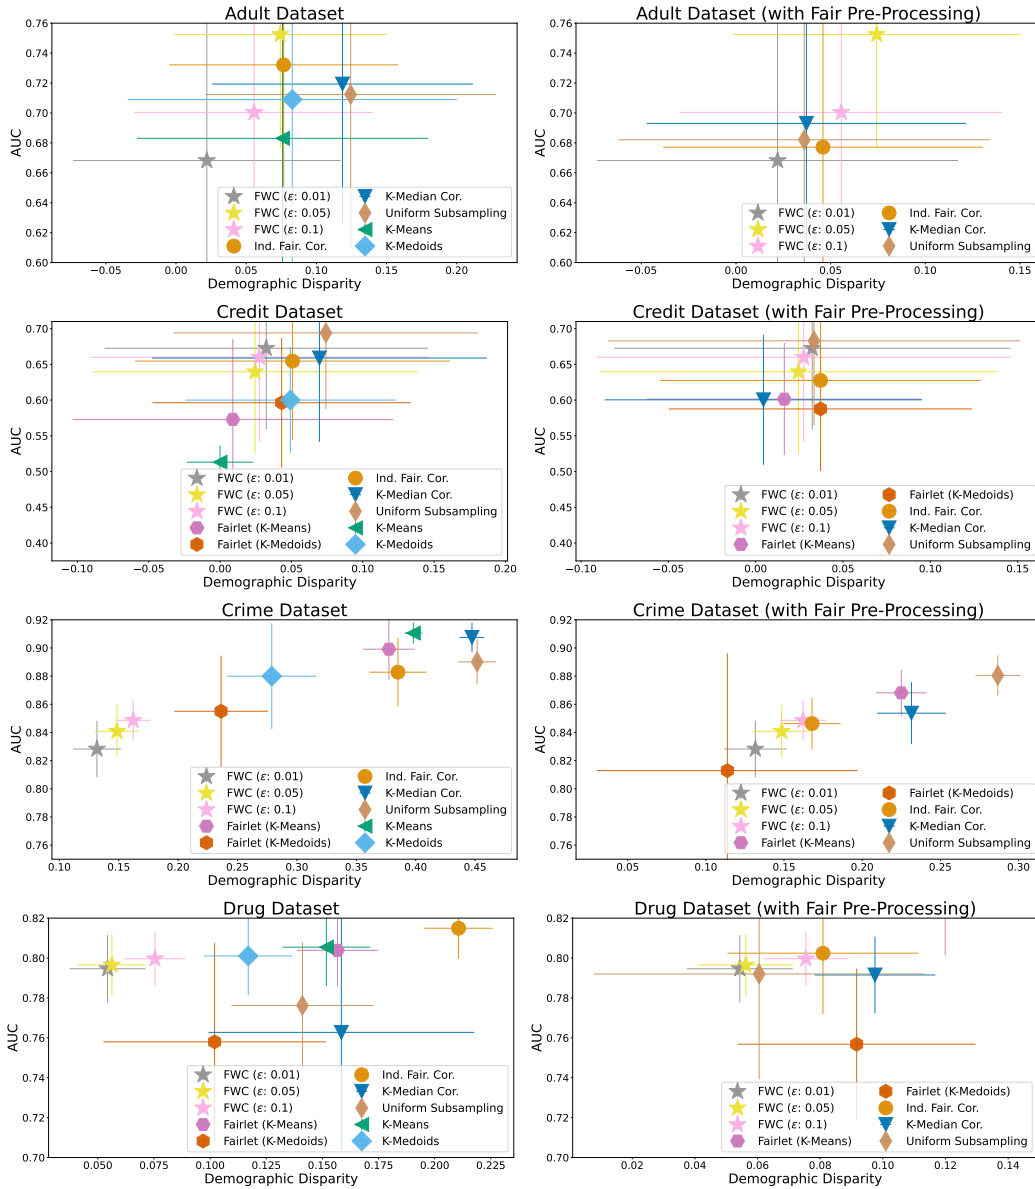 Adult Dataset
0.76
0.74
0.72
0.70
0.68
0.66
0.64
0.62
0.60
AUC
FWC (ε: 0.01)
FWC (ε: 0.05)
FWC (ε: 0.1)
Ind. Fair. Cor.
K-Median Cor.
Uniform Subsampling
K-Means
K-Medoids
−0.05 0.00 0.05 0.10 0.15 0.20
Demographic Disparity
Adult Dataset (with Fair Pre-Processing)
0.76
0.74
0.72
0.70
0.68
0.66
0.64
0.62
0.60
AUC
FWC (ε: 0.01)
FWC (ε: 0.05)
FWC (ε: 0.1)
Ind. Fair. Cor.
K-Median Cor.
Uniform Subsampling
−0.05 0.00 0.05 0.10 0.15
Demographic Disparity
Credit Dataset
0.70
0.65
0.60
0.55
0.50
0.45
0.40
AUC
FWC (ε: 0.01)
FWC (ε: 0.05)
FWC (ε: 0.1)
Fairlet (K-Means)
Fairlet (K-Medoids)
Ind. Fair. Cor.
K-Median Cor.
Uniform Subsampling
K-Means
K-Medoids
−0.10 −0.05 0.00 0.05 0.10 0.15 0.20
Demographic Disparity
Credit Dataset (with Fair Pre-Processing)
0.70
0.65
0.60
0.55
0.50
0.45
0.40
AUC
FWC (ε: 0.01)
FWC (ε: 0.05)
FWC (ε: 0.1)
Fairlet (K-Means)
Fairlet (K-Medoids)
Ind. Fair. Cor.
K-Median Cor.
Uniform Subsampling
−0.10 −0.05 0.00 0.05 0.10 0.15
Demographic Disparity
Crime Dataset
0.92
0.90
0.88
0.86
0.84
0.82
0.80
0.78
0.76
AUC
FWC (ε: 0.01)
FWC (ε: 0.05)
FWC (ε: 0.1)
Fairlet (K-Means)
Fairlet (K-Medoids)
Ind. Fair. Cor.
K-Median Cor.
Uniform Subsampling
K-Means
K-Medoids
0.10 0.15 0.20 0.25 0.30 0.35 0.40 0.45
Demographic Disparity
Crime Dataset (with Fair Pre-Processing)
0.92
0.90
0.88
0.86
0.84
0.82
0.80
0.78
0.76
AUC
FWC (ε: 0.01)
FWC (ε: 0.05)
FWC (ε: 0.1)
Fairlet (K-Means)
Fairlet (K-Medoids)
Ind. Fair. Cor.
K-Median Cor.
Uniform Subsampling
0.05 0.10 0.15 0.20 0.25 0.30
Demographic Disparity
Drug Dataset
0.82
0.80
0.78
0.76
0.74
0.72
0.70
AUC
FWC (ε: 0.01)
FWC (ε: 0.05)
FWC (ε: 0.1)
Fairlet (K-Means)
Fairlet (K-Medoids)
Ind. Fair. Cor.
K-Median Cor.
Uniform Subsampling
K-Means
K-Medoids
0.050 0.075 0.100 0.125 0.150 0.175 0.200 0.225
Demographic Disparity
Drug Dataset (with Fair Pre-Processing)
0.82
0.80
0.78
0.76
0.74
0.72
0.70
AUC
FWC (ε: 0.01)
FWC (ε: 0.05)
FWC (ε: 0.1)
Fairlet (K-Means)
Fairlet (K-Medoids)
Ind. Fair. Cor.
K-Median Cor.
Uniform Subsampling
0.02 0.04 0.06 0.08 0.10 0.12 0.14
Demographic Disparity